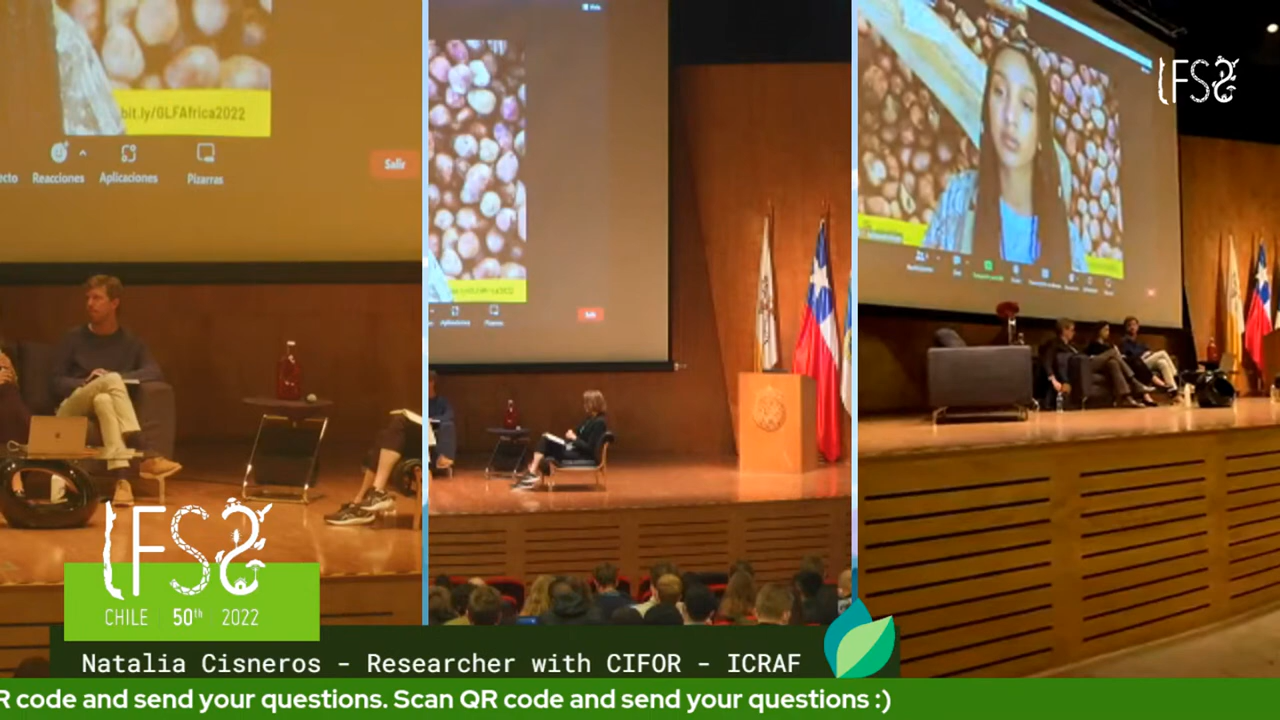 bit.ly/GLFAfrica2022
ecto
Reacciones
Aplicaciones
Pizarras
Salir
Salir
IFSS
IFSS
CHILE 50th 2022
Natalia Cisneros - Researcher with CIFOR - ICRAF
R code and send your questions. Scan QR code and send your questions :)